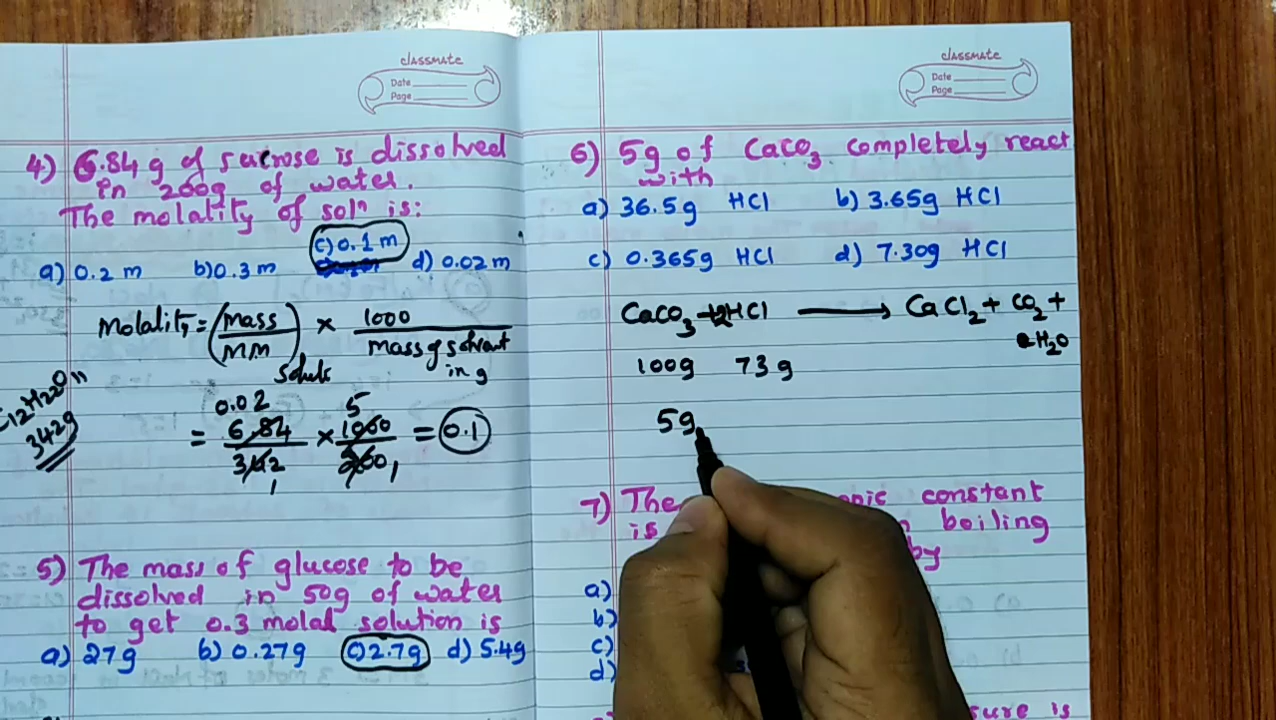 classmate
Date
Page
4) 6.84 g of sucrose is dissolved
in 200g of water.
The molality of solⁿ is:
c) 0.1 m
a) 0.2 m b) 0.3 m d) 0.02 m
Molality = (mass / MM) solute × 1000 / mass of solvent in g
C12H22O11
342g
0.02 5
= 6.84 / 342 × 1000 / 200 = 0.1
1 1
5) The mass of glucose to be
dissolved in 50g of water
to get 0.3 molal solution is
a) 27g b) 0.27g c) 2.7g d) 5.4g
classmate
Date
Page
6) 5g of CaCO3 completely react
with
a) 36.5g HCl b) 3.65g HCl
c) 0.365g HCl d) 7.30g HCl
CaCO3 + 2HCl ⟶ CaCl2 + CO2 +
H2O
100g 73g
5g
7) The constant
is boiling
by
a)
b)
c)
d)
is